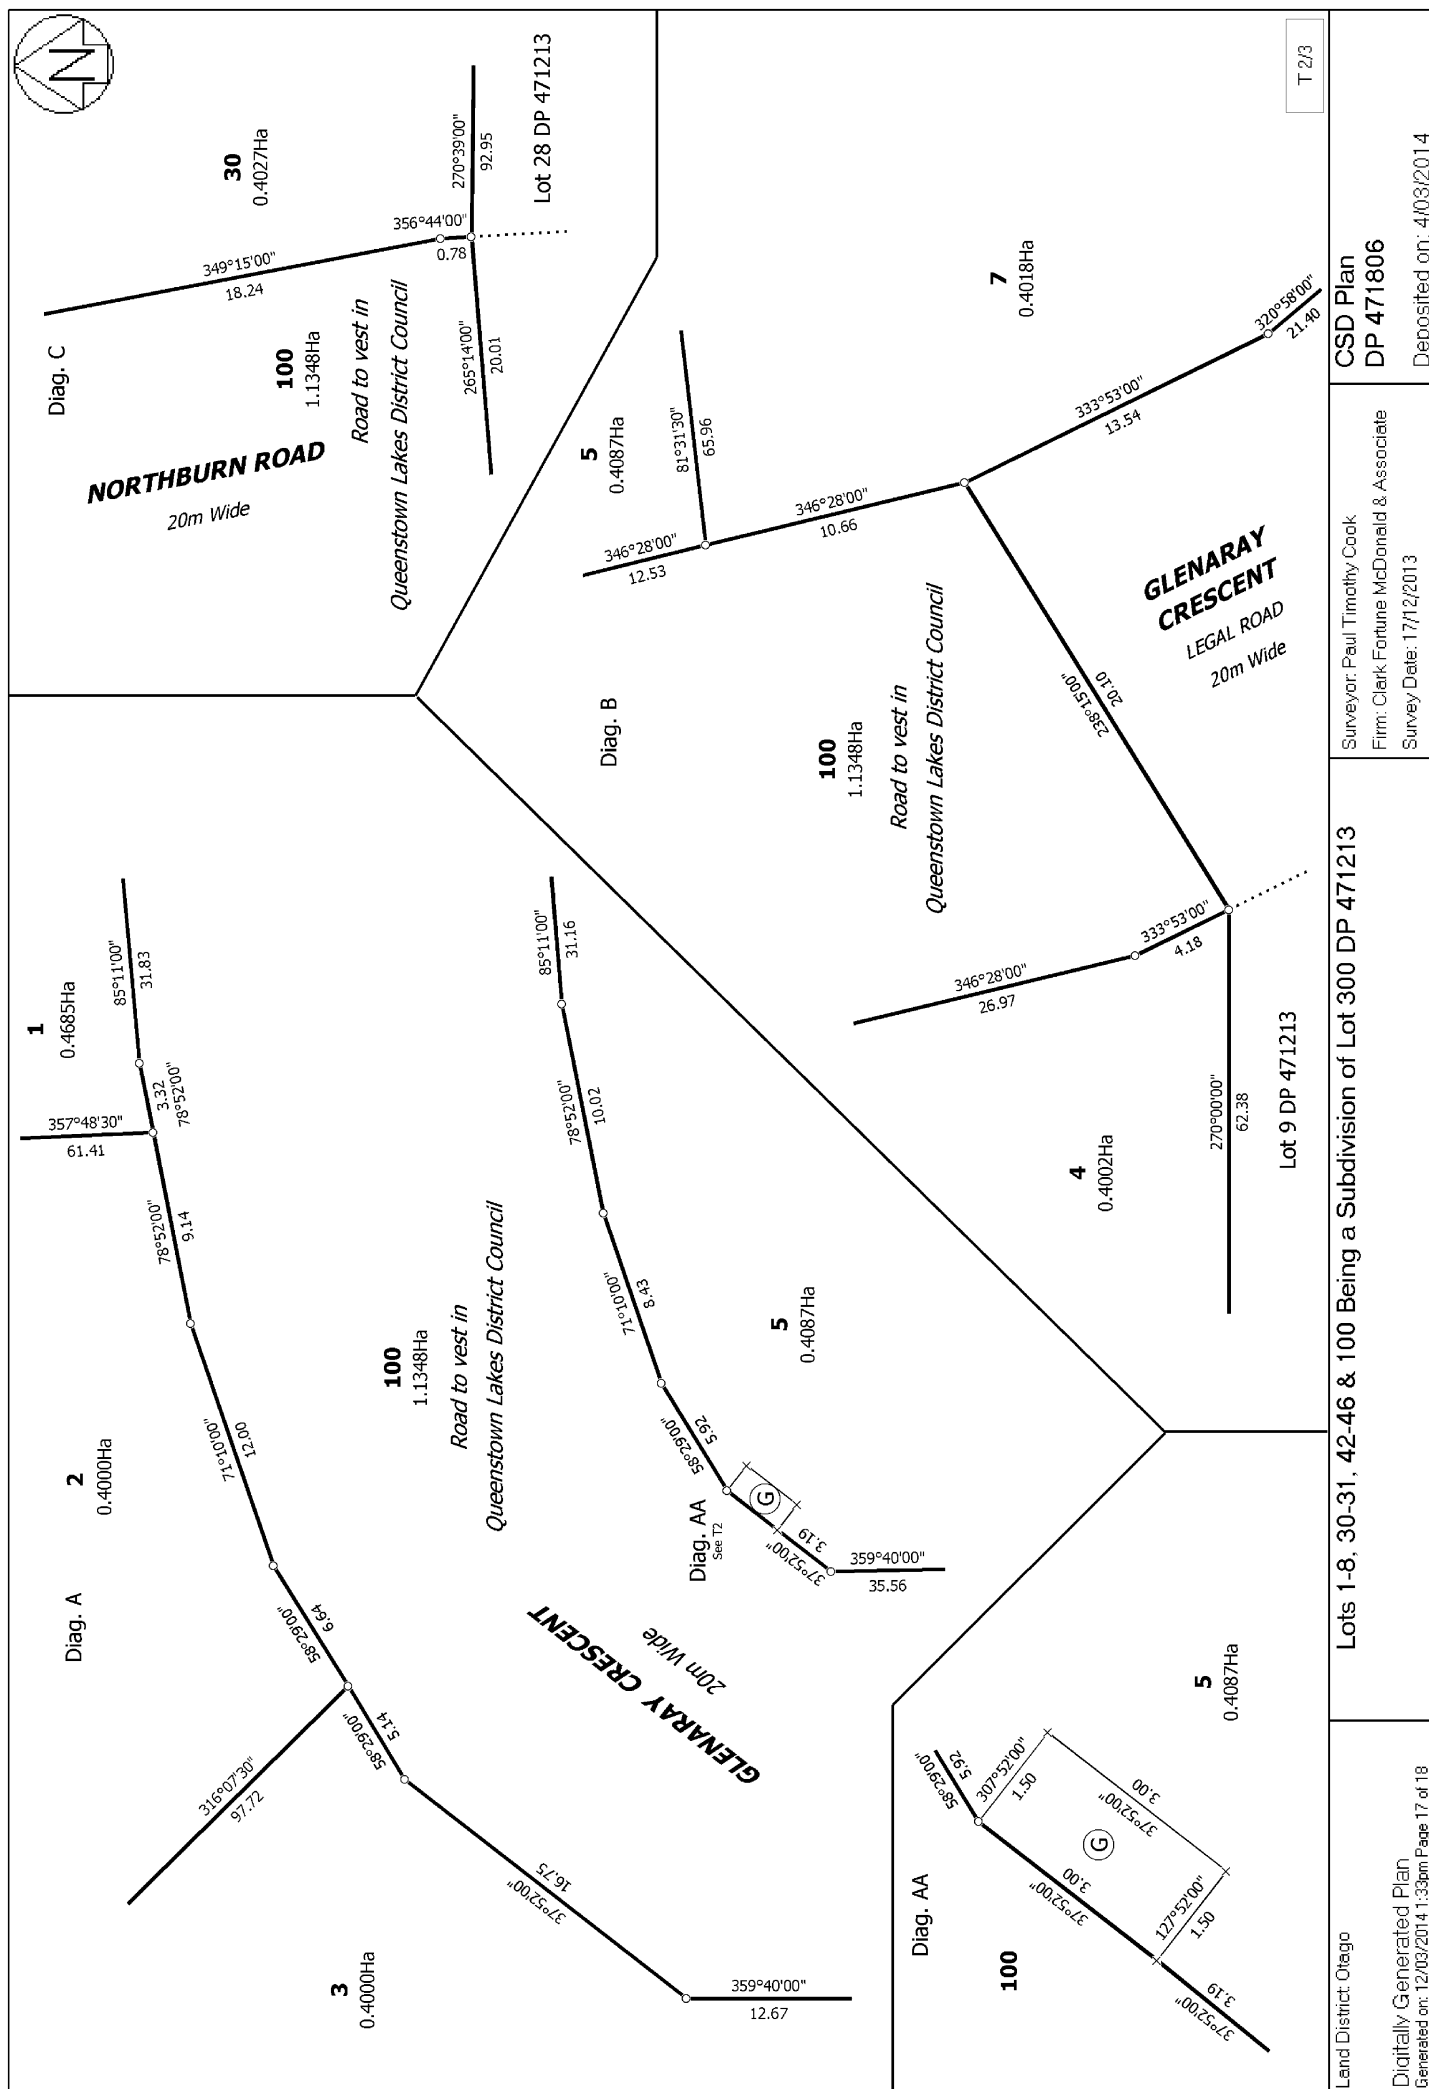 N
Diag. A
1
0.4685Ha
85°11'00"
31.83
3.32
78°52'00"
357°48'30"
61.41
78°52'00"
9.14
2
0.4000Ha
71°10'00"
12.00
58°29'00"
6.64
58°29'00"
5.14
316°07'30"
97.72
3
0.4000Ha
37°52'00"
16.75
359°40'00"
12.67
100
1.1348Ha
Road to vest in
Queenstown Lakes District Council
GLENARAY CRESCENT
20m Wide
85°11'00"
31.16
78°52'00"
10.02
71°10'00"
8.43
58°29'00"
5.92
Diag. AA
See T2
G
37°52'00"
3.19
359°40'00"
35.56
5
0.4087Ha
Diag. C
30
0.4027Ha
349°15'00"
18.24
356°44'00"
0.78
270°39'00"
92.95
Lot 28 DP 471213
265°14'00"
20.01
100
1.1348Ha
Road to vest in
Queenstown Lakes District Council
NORTHBURN ROAD
20m Wide
Diag. B
5
0.4087Ha
81°31'30"
65.96
346°28'00"
12.53
346°28'00"
10.66
7
0.4018Ha
333°53'00"
13.54
320°58'00"
21.40
100
1.1348Ha
Road to vest in
Queenstown Lakes District Council
238°15'00"
20.10
GLENARAY
CRESCENT
LEGAL ROAD
20m Wide
333°53'00"
4.18
346°28'00"
26.97
4
0.4002Ha
270°00'00"
62.38
Lot 9 DP 471213
Diag. AA
100
58°29'00"
5.92
307°52'00"
1.50
37°52'00"
3.00
G
37°52'00"
3.00
127°52'00"
1.50
37°52'00"
3.19
5
0.4087Ha
T 2/3
Land District: Otago
Digitally Generated Plan
Generated on: 12/03/2014 1:33pm Page 17 of 18
Lots 1-8, 30-31, 42-46 & 100 Being a Subdivision of Lot 300 DP 471213
Surveyor: Paul Timothy Cook
Firm: Clark Fortune McDonald & Associate
Survey Date: 17/12/2013
CSD Plan
DP 471806
Deposited on: 4/03/2014